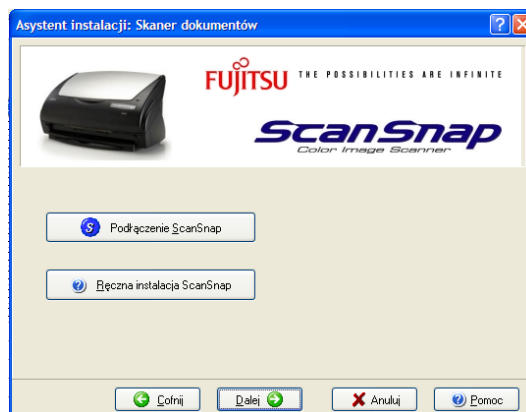 Asystent instalacji: Skaner dokumentów
FUJITSU THE POSSIBILITIES ARE INFINITE
ScanSnap
Color Image Scanner
Podłączenie ScanSnap
Ręczna instalacja ScanSnap
Cofnij Dalej Anuluj Pomoc